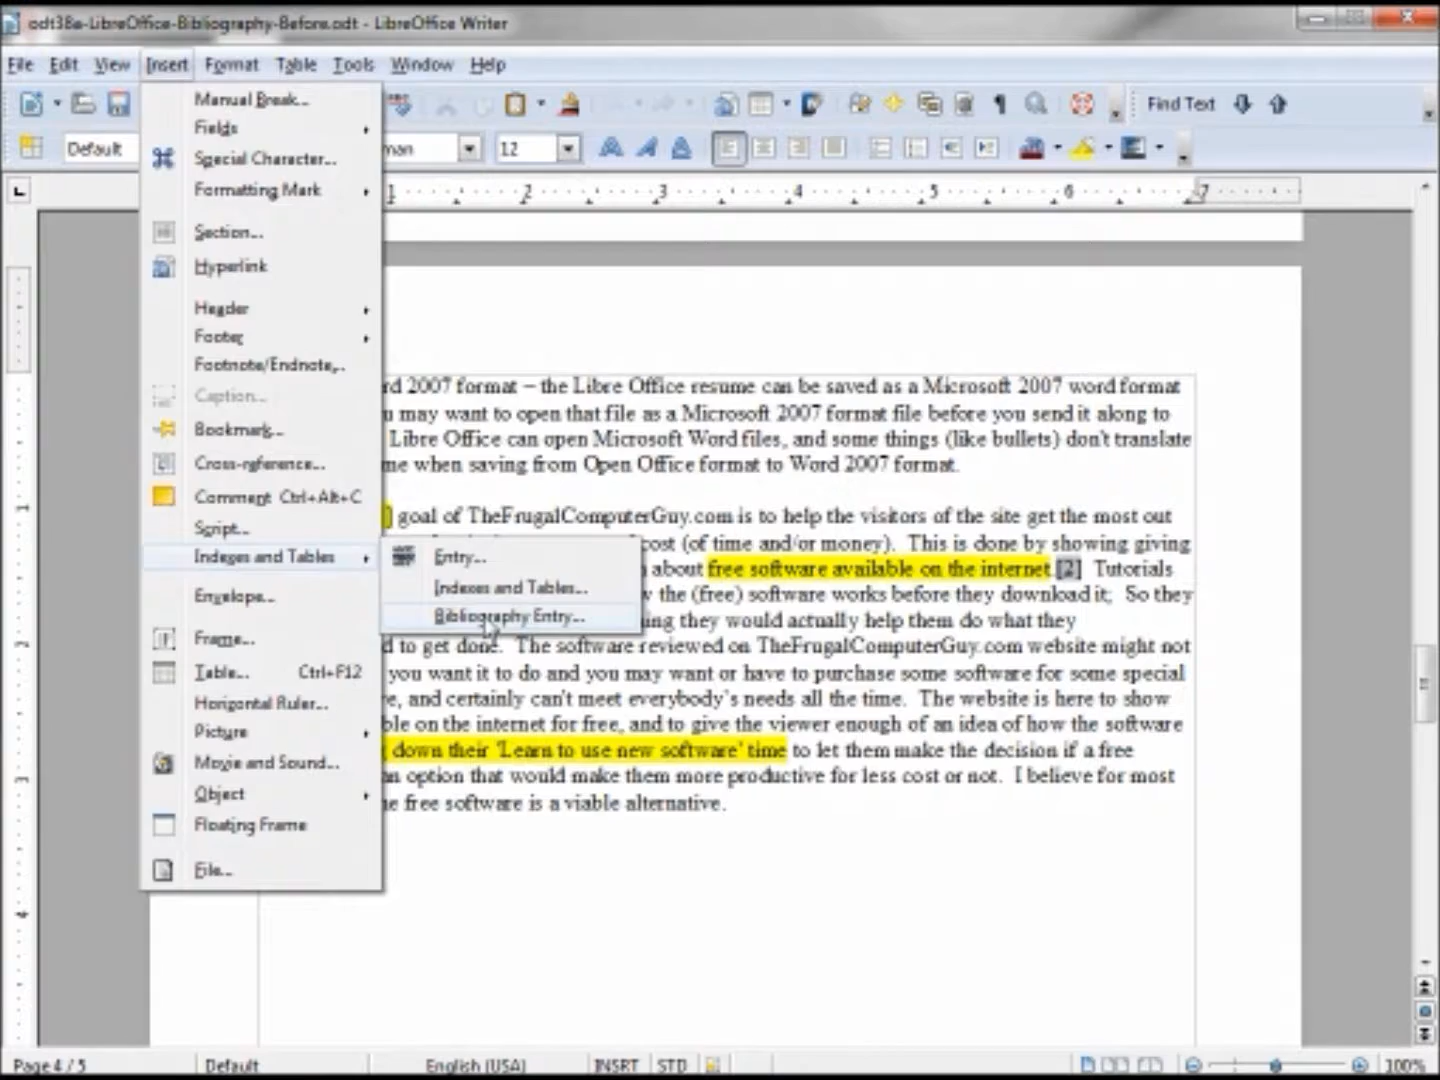 odt38e-LibreOffice-Bibliography-Before.odt - LibreOffice Writer
File Edit View Insert Format Table Tools Window Help
Find Text
Default
man
12
1 2 3 4 5 6 7
Manual Break...
Fields
Special Character...
Formatting Mark
Section...
Hyperlink
Header
Footer
Footnote/Endnote...
Caption...
Bookmark...
Cross-reference...
Comment Ctrl+Alt+C
Script...
Indexes and Tables
Envelope...
Frame...
Table... Ctrl+F12
Horizontal Ruler...
Picture
Movie and Sound...
Object
Floating Frame
File...
Entry...
Indexes and Tables...
Bibliography Entry...
rd 2007 format – the Libre Office resume can be saved as a Microsoft 2007 word format
u may want to open that file as a Microsoft 2007 format file before you send it along to
Libre Office can open Microsoft Word files, and some things (like bullets) don't translate
me when saving from Open Office format to Word 2007 format.
] goal of TheFrugalComputerGuy.com is to help the visitors of the site get the most out
cost (of time and/or money). This is done by showing giving
about free software available on the internet.[2] Tutorials
w the (free) software works before they download it; So they
ing they would actually help them do what they
d to get done. The software reviewed on TheFrugalComputerGuy.com website might not
you want it to do and you may want or have to purchase some software for some special
e, and certainly can't meet everybody's needs all the time. The website is here to show
ble on the internet for free, and to give the viewer enough of an idea of how the software
down their 'Learn to use new software' time to let them make the decision if a free
an option that would make them more productive for less cost or not. I believe for most
e free software is a viable alternative.
1
2
3
4
Page 4 / 5 Default English (USA) INSRT STD 100%